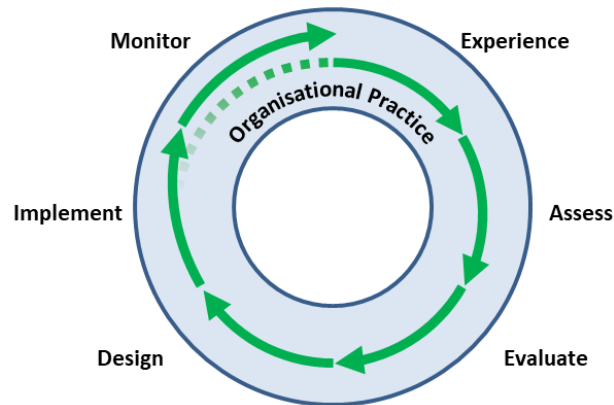 Monitor
Experience
Organisational Practice
Implement
Assess
Design
Evaluate